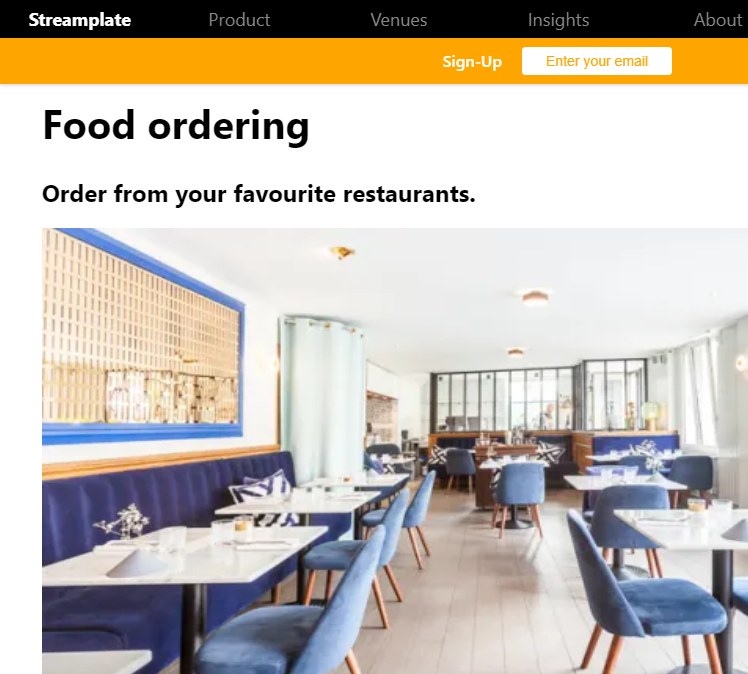 Streamplate Product Venues Insights About
Sign-Up Enter your email
Food ordering
Order from your favourite restaurants.